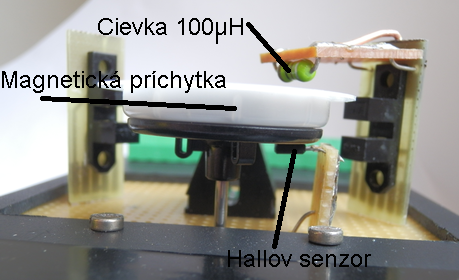 Cievka 100µH
Magnetická príchytka
Hallov senzor